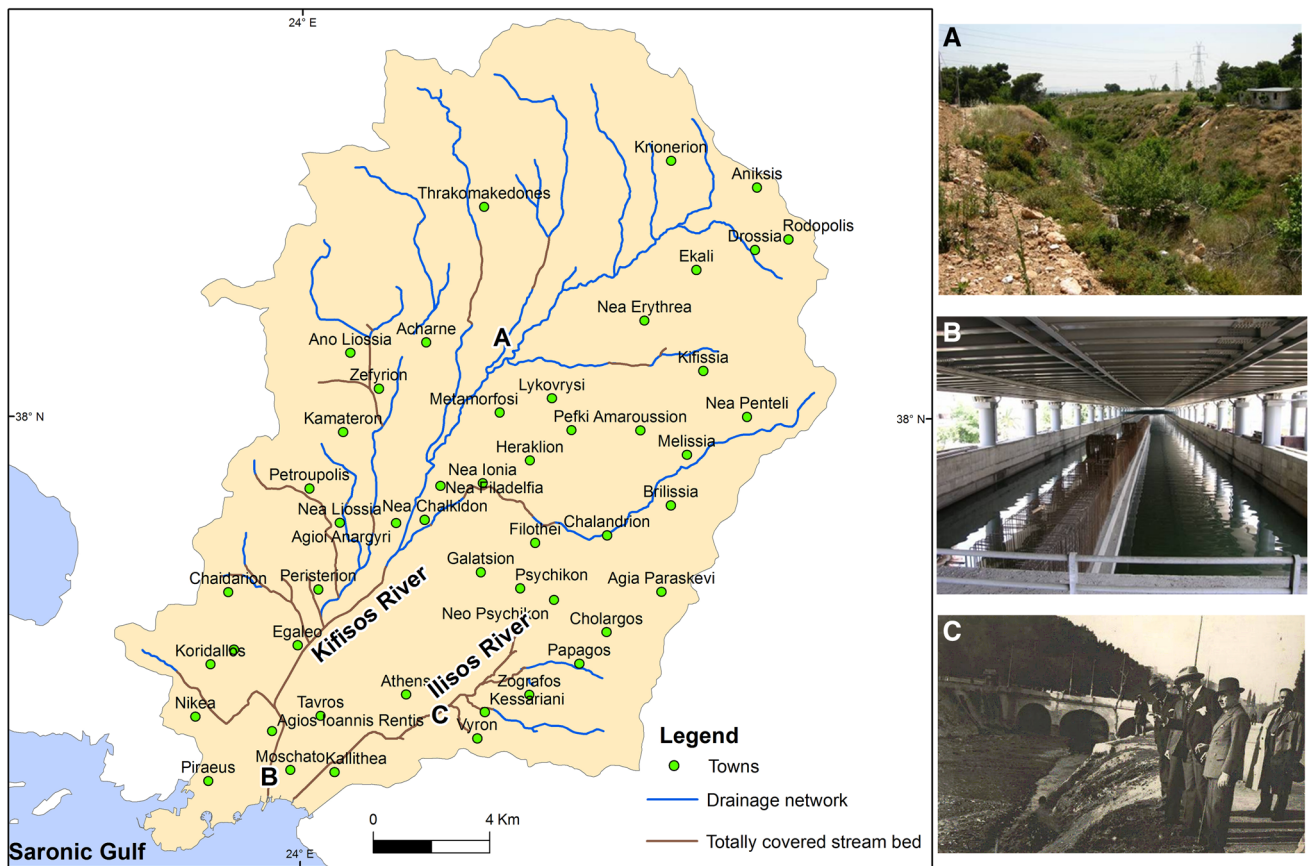 24° E
A
Krionerion
Aniksis
Thrakomakedones
Rodopolis
Drossia
Ekali
Nea Erythrea
B
A
Acharne
Ano Liossia
Kifissia
Zefyrion
Lykovrysi
Metamorfosi
Nea Penteli
38° N
38° N
Kamateron
Pefki Amaroussion
Melissia
Heraklion
Nea Ionia
Petroupolis
Nea Filadelfia
Brilissia
Nea Liossia
Nea Chalkidon
Chalandrion
Filothei
Agioi Anargyri
Galatsion
Chaidarion
Peristerion
Psychikon
Agia Paraskevi
Neo Psychikon
C
Cholargos
Kifisos River
Egaleo
Ilisos River
Koridallos
Papagos
Athens
Zografos
Nikea
Tavros
Kessariani
Agios Ioannis Rentis
C
Vyron
Legend
Moschato
Kallithea
Piraeus
B
Towns
Drainage network
0 4 Km
Totally covered stream bed
Saronic Gulf
24° E